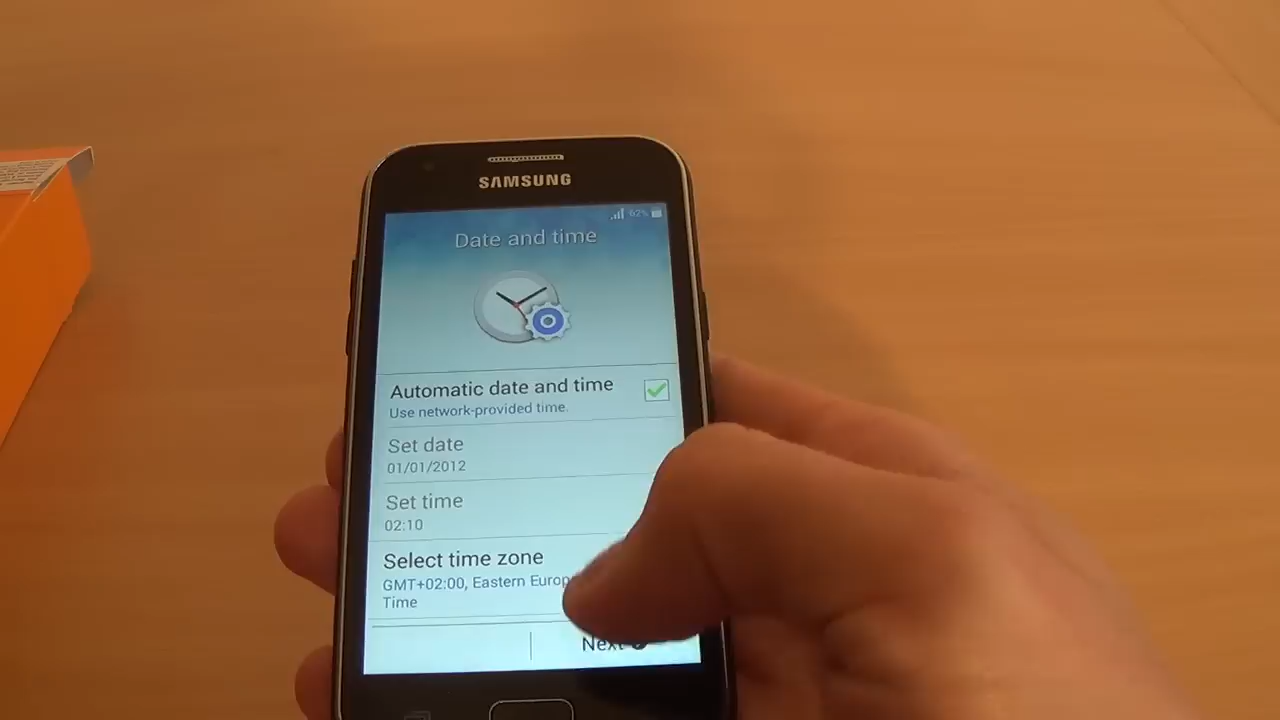 SAMSUNG
62%
Date and time
Automatic date and time
Use network-provided time.
Set date
01/01/2012
Set time
02:10
Select time zone
GMT+02:00, Eastern Europ
Time
Next